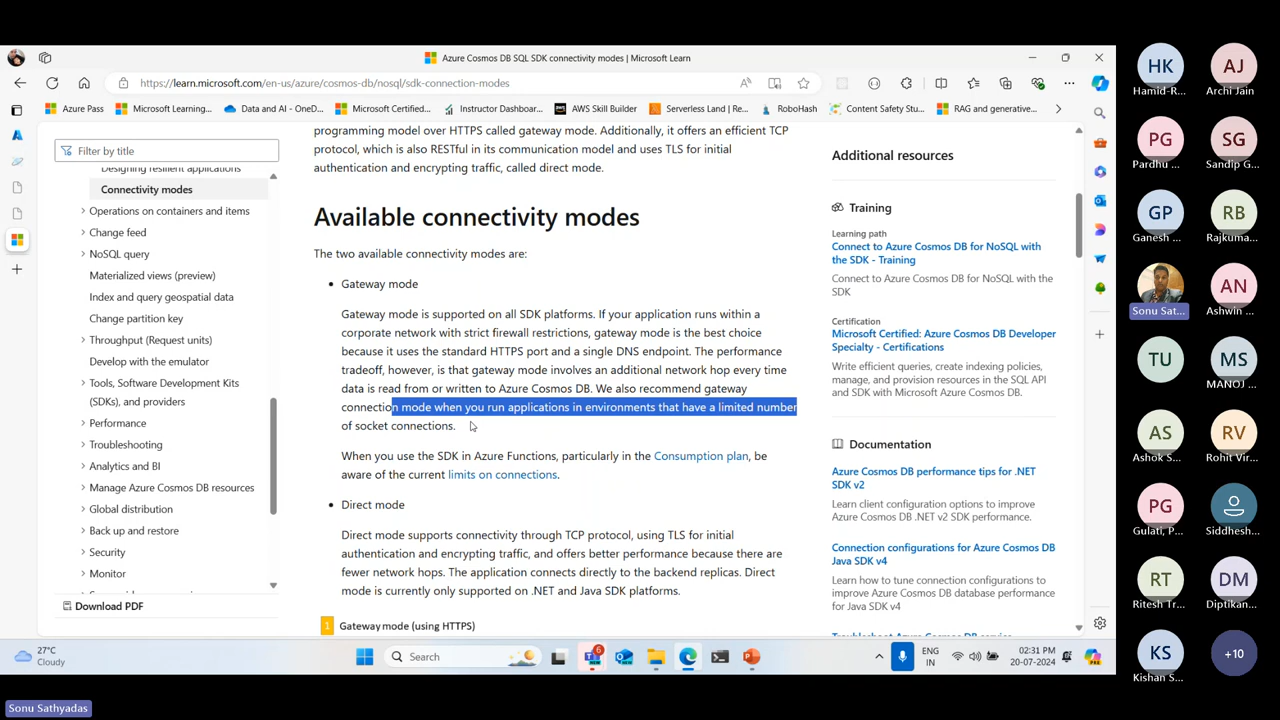 Azure Cosmos DB SQL SDK connectivity modes | Microsoft Learn
https://learn.microsoft.com/en-us/azure/cosmos-db/nosql/sdk-connection-modes
Azure Pass
Microsoft Learning...
Data and AI - OneD...
Microsoft Certified...
Instructor Dashboar...
AWS Skill Builder
Serverless Land | Re...
RoboHash
Content Safety Stu...
RAG and generative...
Filter by title
Designing resilient applications
Connectivity modes
Operations on containers and items
Change feed
NoSQL query
Materialized views (preview)
Index and query geospatial data
Change partition key
Throughput (Request units)
Develop with the emulator
Tools, Software Development Kits
(SDKs), and providers
Performance
Troubleshooting
Analytics and BI
Manage Azure Cosmos DB resources
Global distribution
Back up and restore
Security
Monitor
Download PDF
programming model over HTTPS called gateway mode. Additionally, it offers an efficient TCP
protocol, which is also RESTful in its communication model and uses TLS for initial
authentication and encrypting traffic, called direct mode.
Available connectivity modes
The two available connectivity modes are:
• Gateway mode
Gateway mode is supported on all SDK platforms. If your application runs within a
corporate network with strict firewall restrictions, gateway mode is the best choice
because it uses the standard HTTPS port and a single DNS endpoint. The performance
tradeoff, however, is that gateway mode involves an additional network hop every time
data is read from or written to Azure Cosmos DB. We also recommend gateway
connection mode when you run applications in environments that have a limited number
of socket connections.
When you use the SDK in Azure Functions, particularly in the Consumption plan, be
aware of the current limits on connections.
• Direct mode
Direct mode supports connectivity through TCP protocol, using TLS for initial
authentication and encrypting traffic, and offers better performance because there are
fewer network hops. The application connects directly to the backend replicas. Direct
mode is currently only supported on .NET and Java SDK platforms.
1 Gateway mode (using HTTPS)
Additional resources
Training
Learning path
Connect to Azure Cosmos DB for NoSQL with
the SDK - Training
Connect to Azure Cosmos DB for NoSQL with the
SDK
Certification
Microsoft Certified: Azure Cosmos DB Developer
Specialty - Certifications
Write efficient queries, create indexing policies,
manage, and provision resources in the SQL API
and SDK with Microsoft Azure Cosmos DB.
Documentation
Azure Cosmos DB performance tips for .NET
SDK v2
Learn client configuration options to improve
Azure Cosmos DB .NET v2 SDK performance.
Connection configurations for Azure Cosmos DB
Java SDK v4
Learn how to tune connection configurations to
improve Azure Cosmos DB database performance
for Java SDK v4
27°C
Cloudy
Search
6
ENG
IN
02:31 PM
20-07-2024
HK
Hamid-R...
AJ
Archi Jain
PG
Pardhu ...
SG
Sandip G...
GP
Ganesh ...
RB
Rajkuma...
Sonu Sat...
AN
Ashwin ...
TU
MS
MANOJ ...
AS
Ashok S...
RV
Rohit Vir...
PG
Gulati, P...
Siddhesh...
RT
Ritesh Tr...
DM
Diptikan...
KS
Kishan S...
+10
Sonu Sathyadas